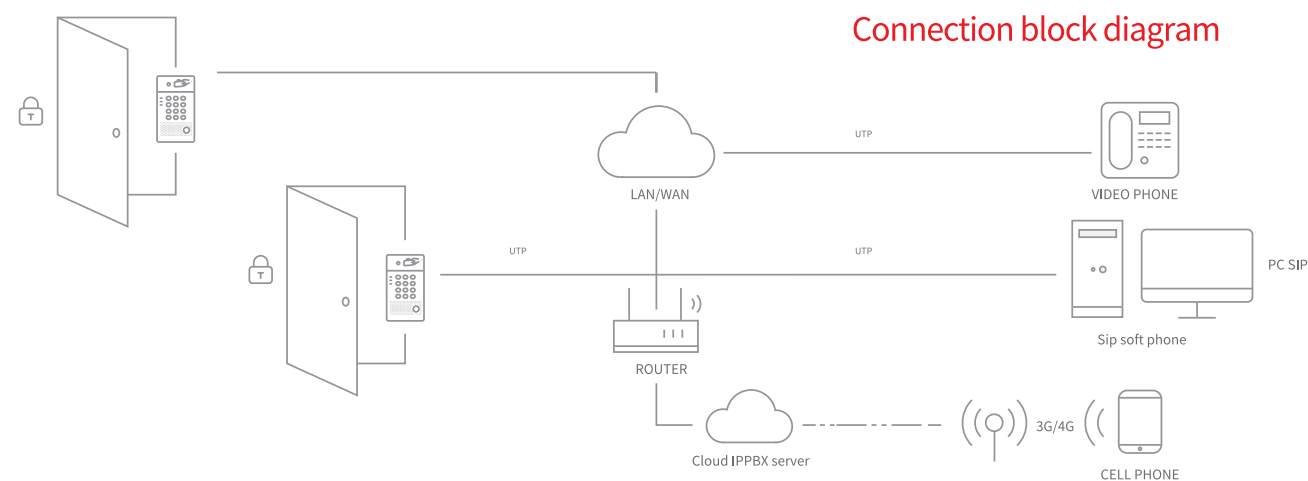 Connection block diagram
T
UTP
LAN/WAN
VIDEO PHONE
UTP
UTP
T
PC SIP
Sip soft phone
ROUTER
3G/4G
Cloud IPPBX server
CELL PHONE